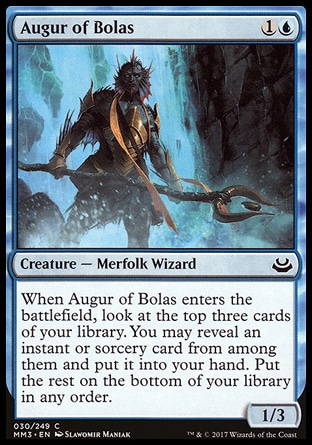 Augur of Bolas 1
Creature — Merfolk Wizard
When Augur of Bolas enters the
battlefield, look at the top three cards
of your library. You may reveal an
instant or sorcery card from among
them and put it into your hand. Put
the rest on the bottom of your library
in any order.
1/3
030/249 C
MM3 • EN Slawomir Maniak
™ & © 2017 Wizards of the Coast